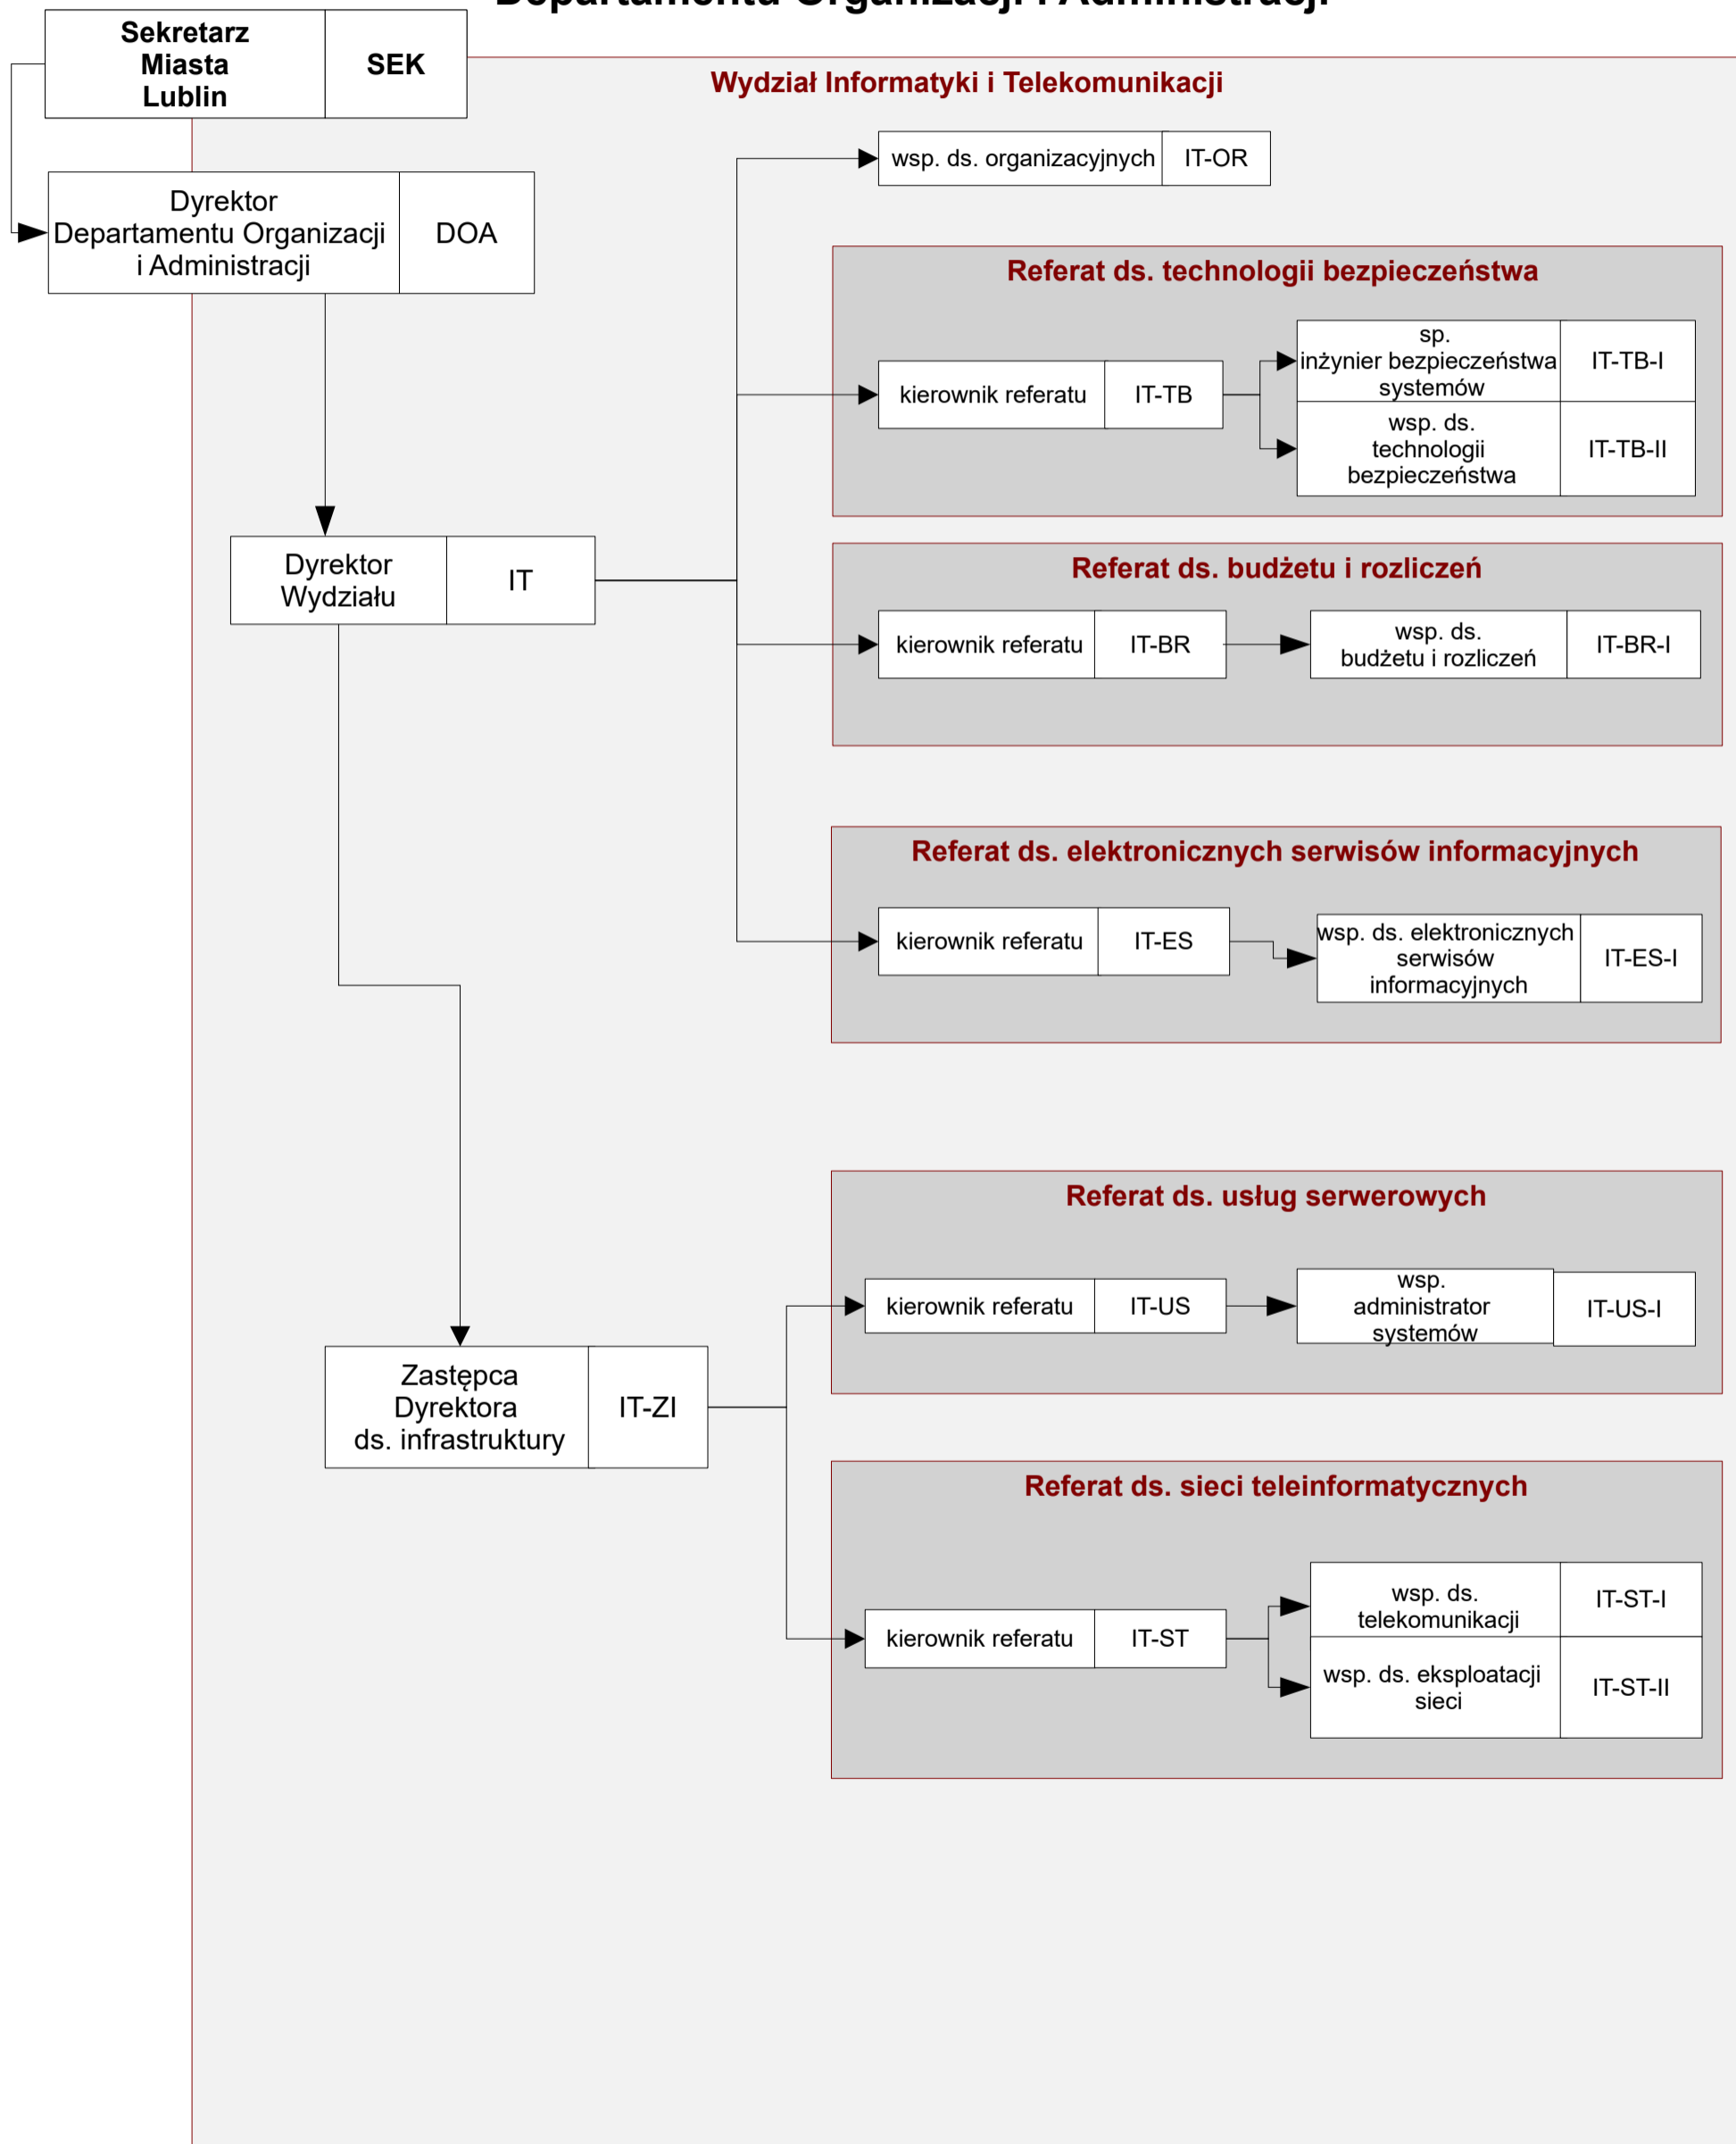 Departamentu Organizacji i Administracji
Sekretarz
Miasta
Lublin
SEK
Wydział Informatyki i Telekomunikacji
wsp. ds. organizacyjnych
IT-OR
Dyrektor
Departamentu Organizacji
i Administracji
DOA
Referat ds. technologii bezpieczeństwa
kierownik referatu
IT-TB
sp.
inżynier bezpieczeństwa
systemów
IT-TB-I
wsp. ds.
technologii
bezpieczeństwa
IT-TB-II
Dyrektor
Wydziału
IT
Referat ds. budżetu i rozliczeń
kierownik referatu
IT-BR
wsp. ds.
budżetu i rozliczeń
IT-BR-I
Referat ds. elektronicznych serwisów informacyjnych
kierownik referatu
IT-ES
wsp. ds. elektronicznych
serwisów
informacyjnych
IT-ES-I
Referat ds. usług serwerowych
kierownik referatu
IT-US
wsp.
administrator
systemów
IT-US-I
Zastępca
Dyrektora
ds. infrastruktury
IT-ZI
Referat ds. sieci teleinformatycznych
kierownik referatu
IT-ST
wsp. ds.
telekomunikacji
IT-ST-I
wsp. ds. eksploatacji
sieci
IT-ST-II